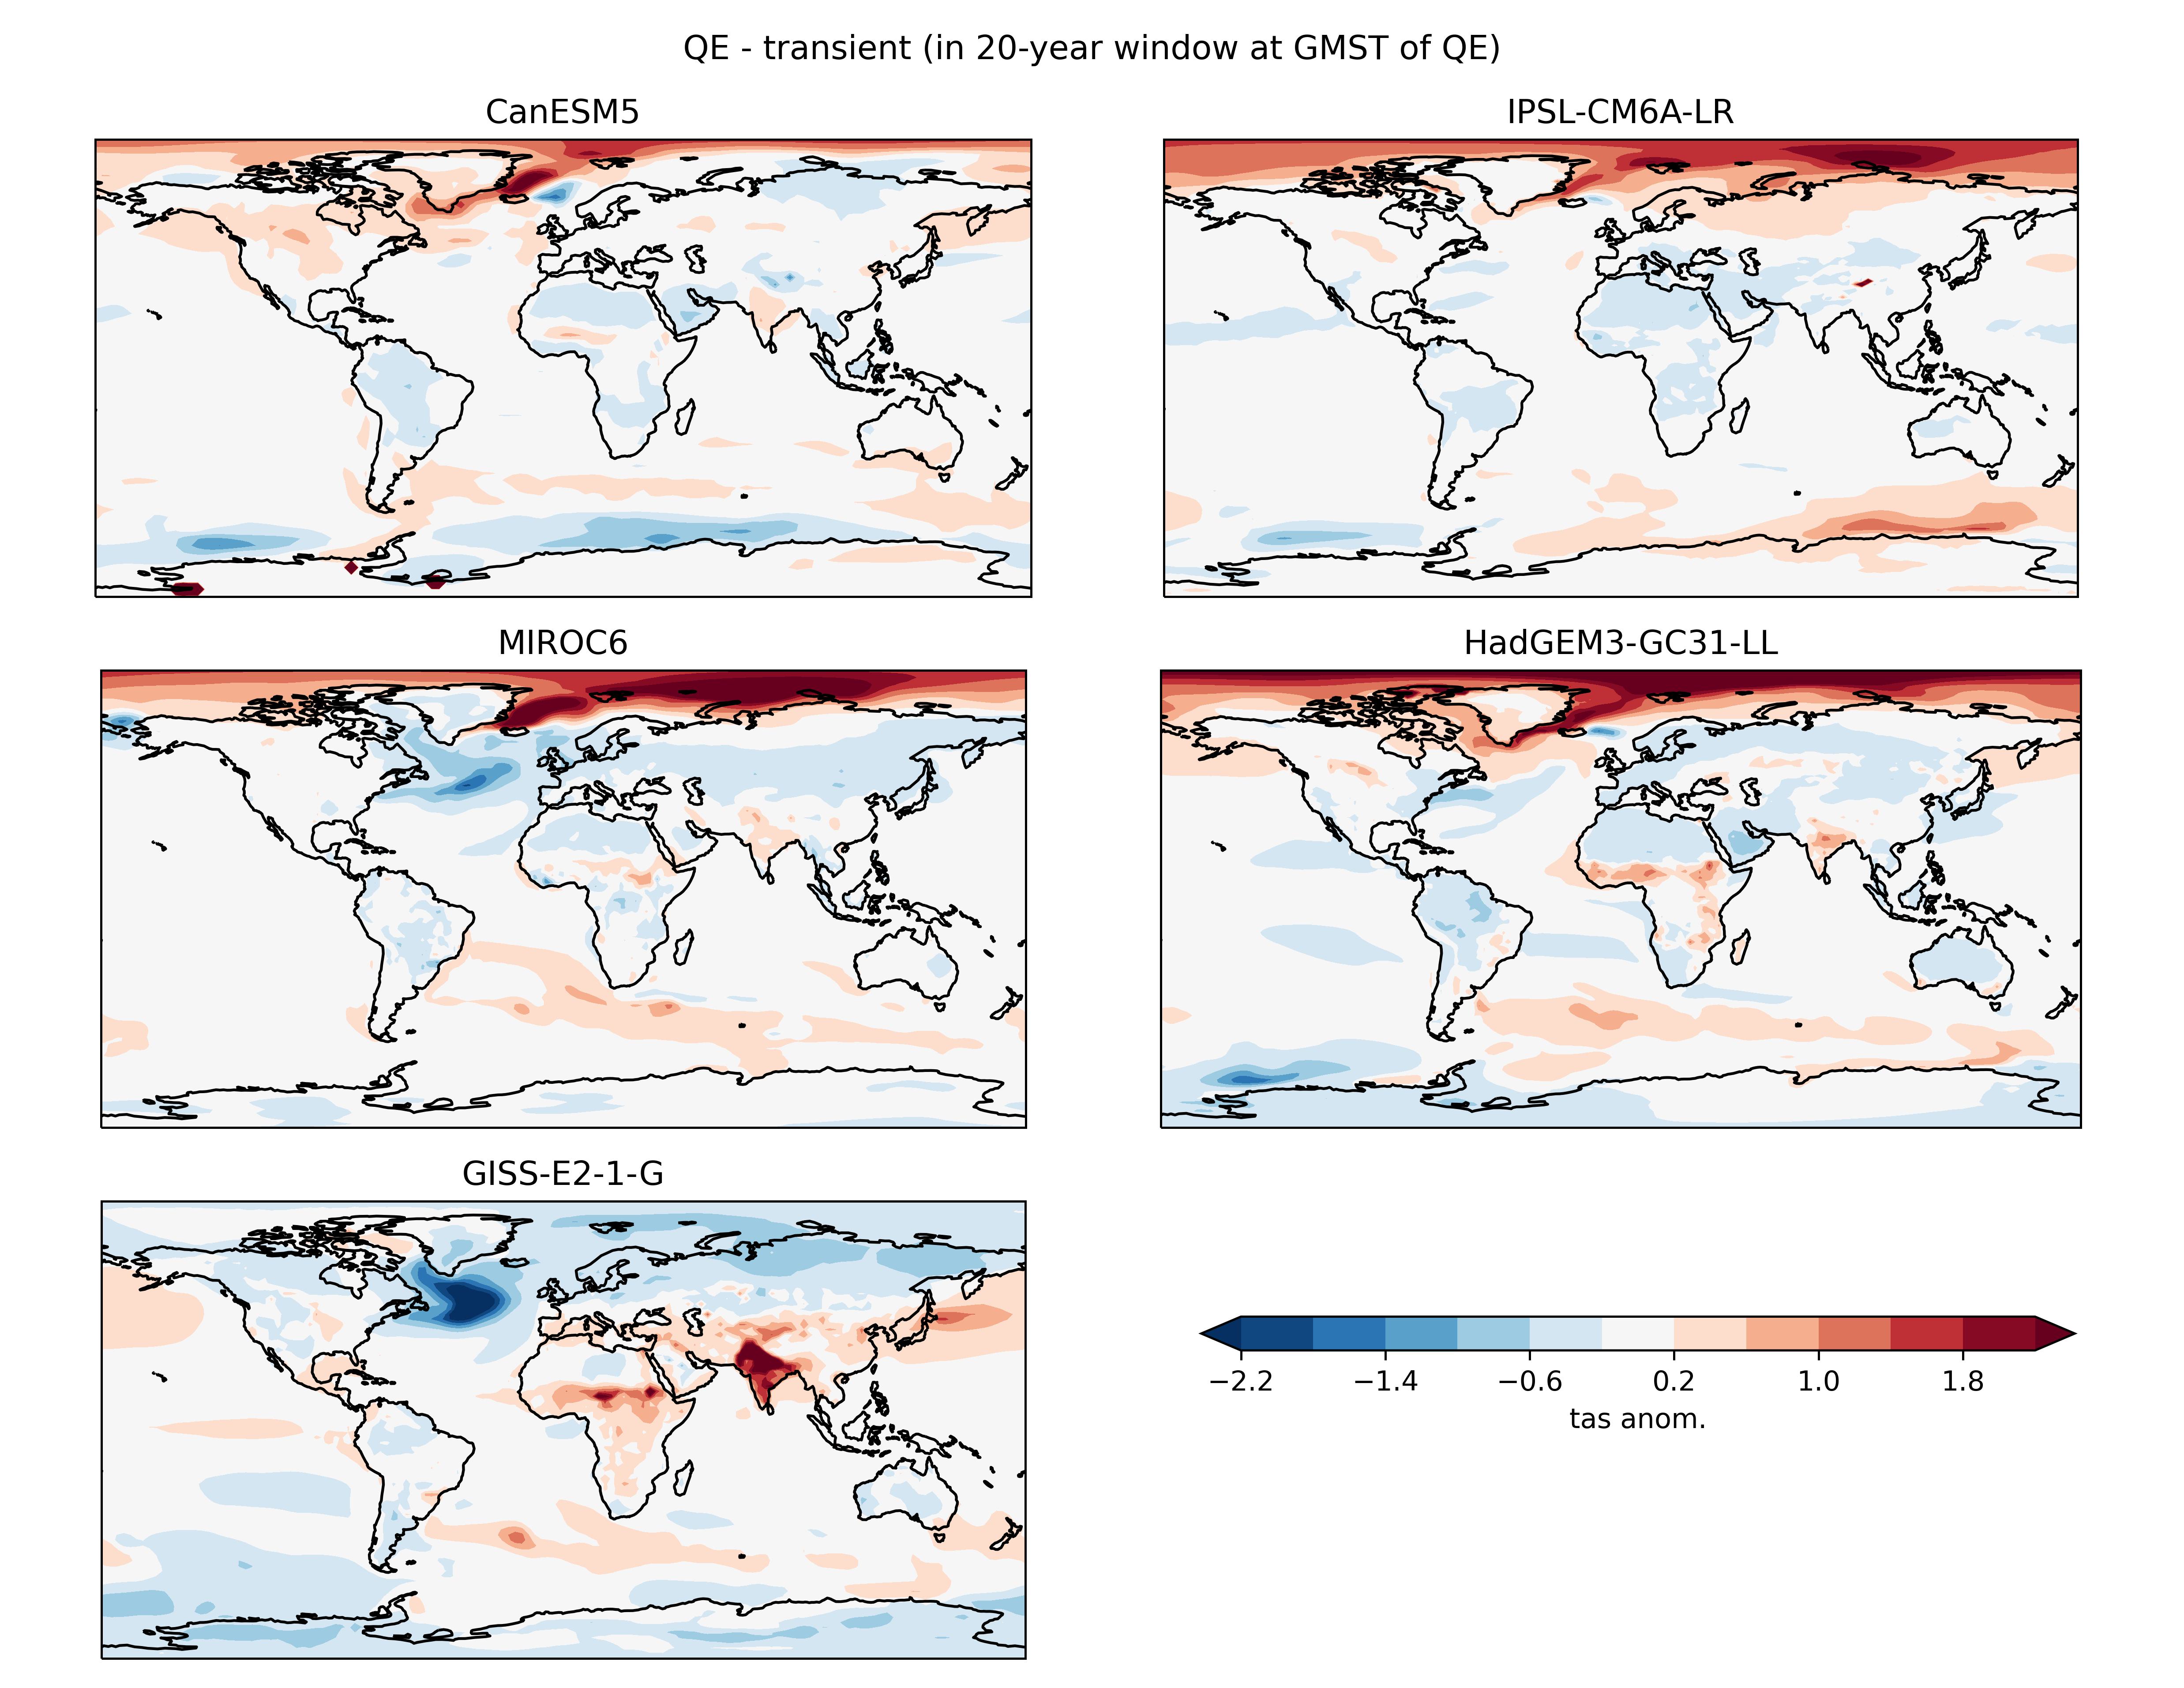 QE - transient (in 20-year window at GMST of QE)
CanESM5
IPSL-CM6A-LR
MIROC6
HadGEM3-GC31-LL
GISS-E2-1-G
−2.2 −1.4 −0.6 0.2 1.0 1.8
tas anom.